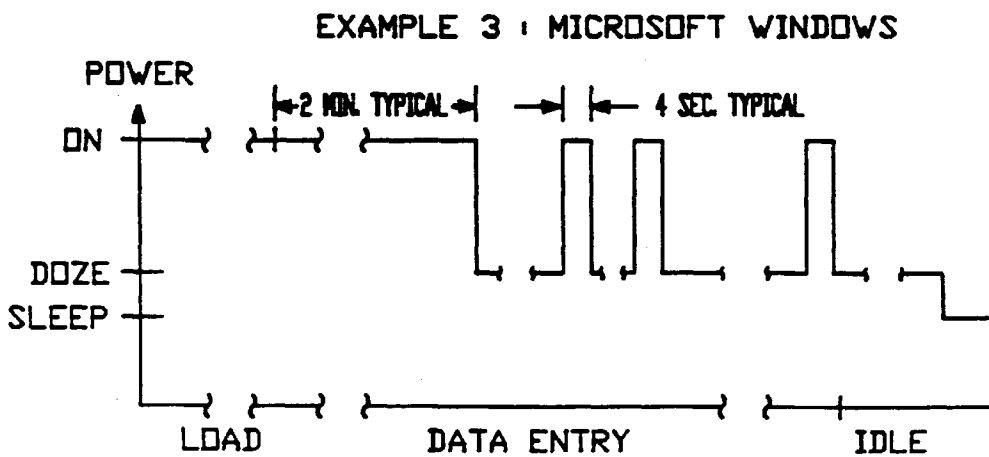 EXAMPLE 3 : MICROSOFT WINDOWS
POWER
2 MIN. TYPICAL
4 SEC. TYPICAL
ON
DOZE
SLEEP
LOAD
DATA ENTRY
IDLE